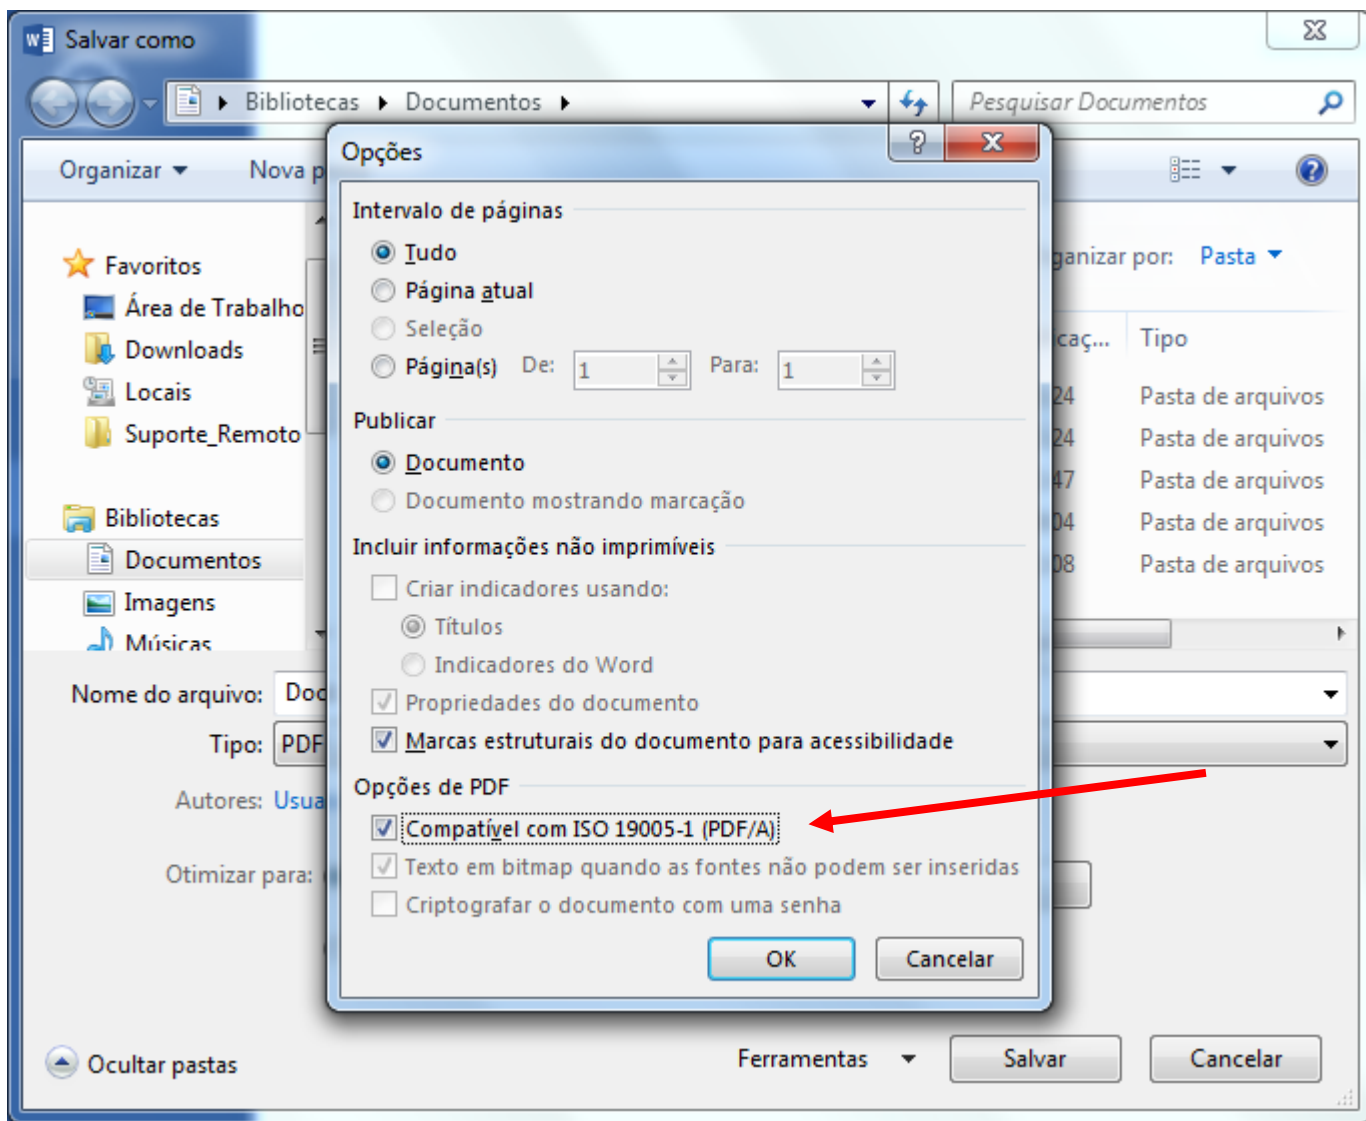 Salvar como
Bibliotecas Documentos
Pesquisar Documentos
Organizar Nova p
Opções
Intervalo de páginas
Tudo
Página atual
Seleção
Página(s) De: 1 Para: 1
Publicar
Documento
Documento mostrando marcação
Incluir informações não imprimíveis
Criar indicadores usando:
Títulos
Indicadores do Word
Propriedades do documento
Marcas estruturais do documento para acessibilidade
Opções de PDF
Compatível com ISO 19005-1 (PDF/A)
Texto em bitmap quando as fontes não podem ser inseridas
Criptografar o documento com uma senha
OK Cancelar
Favoritos
Área de Trabalho
Downloads
Locais
Suporte_Remoto
Bibliotecas
Documentos
Imagens
Músicas
ganizar por: Pasta
icaç... Tipo
24 Pasta de arquivos
24 Pasta de arquivos
47 Pasta de arquivos
04 Pasta de arquivos
08 Pasta de arquivos
Nome do arquivo: Doc
Tipo: PDF
Autores: Usua
Otimizar para:
Ocultar pastas
Ferramentas Salvar Cancelar